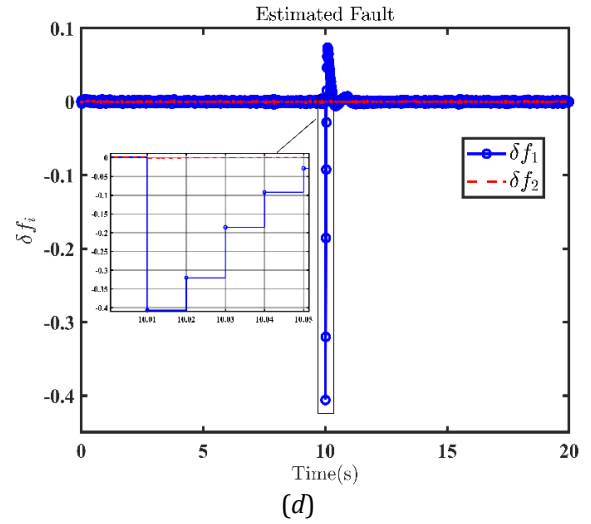 Estimated Fault
0.1
0
-0.1
-0.2
-0.3
-0.4
δf_i
0
-0.05
-0.1
-0.15
-0.2
-0.25
-0.3
-0.35
-0.4
10.01 10.02 10.03 10.04 10.05
δf₁
δf₂
0 5 10 15 20
Time(s)
(d)